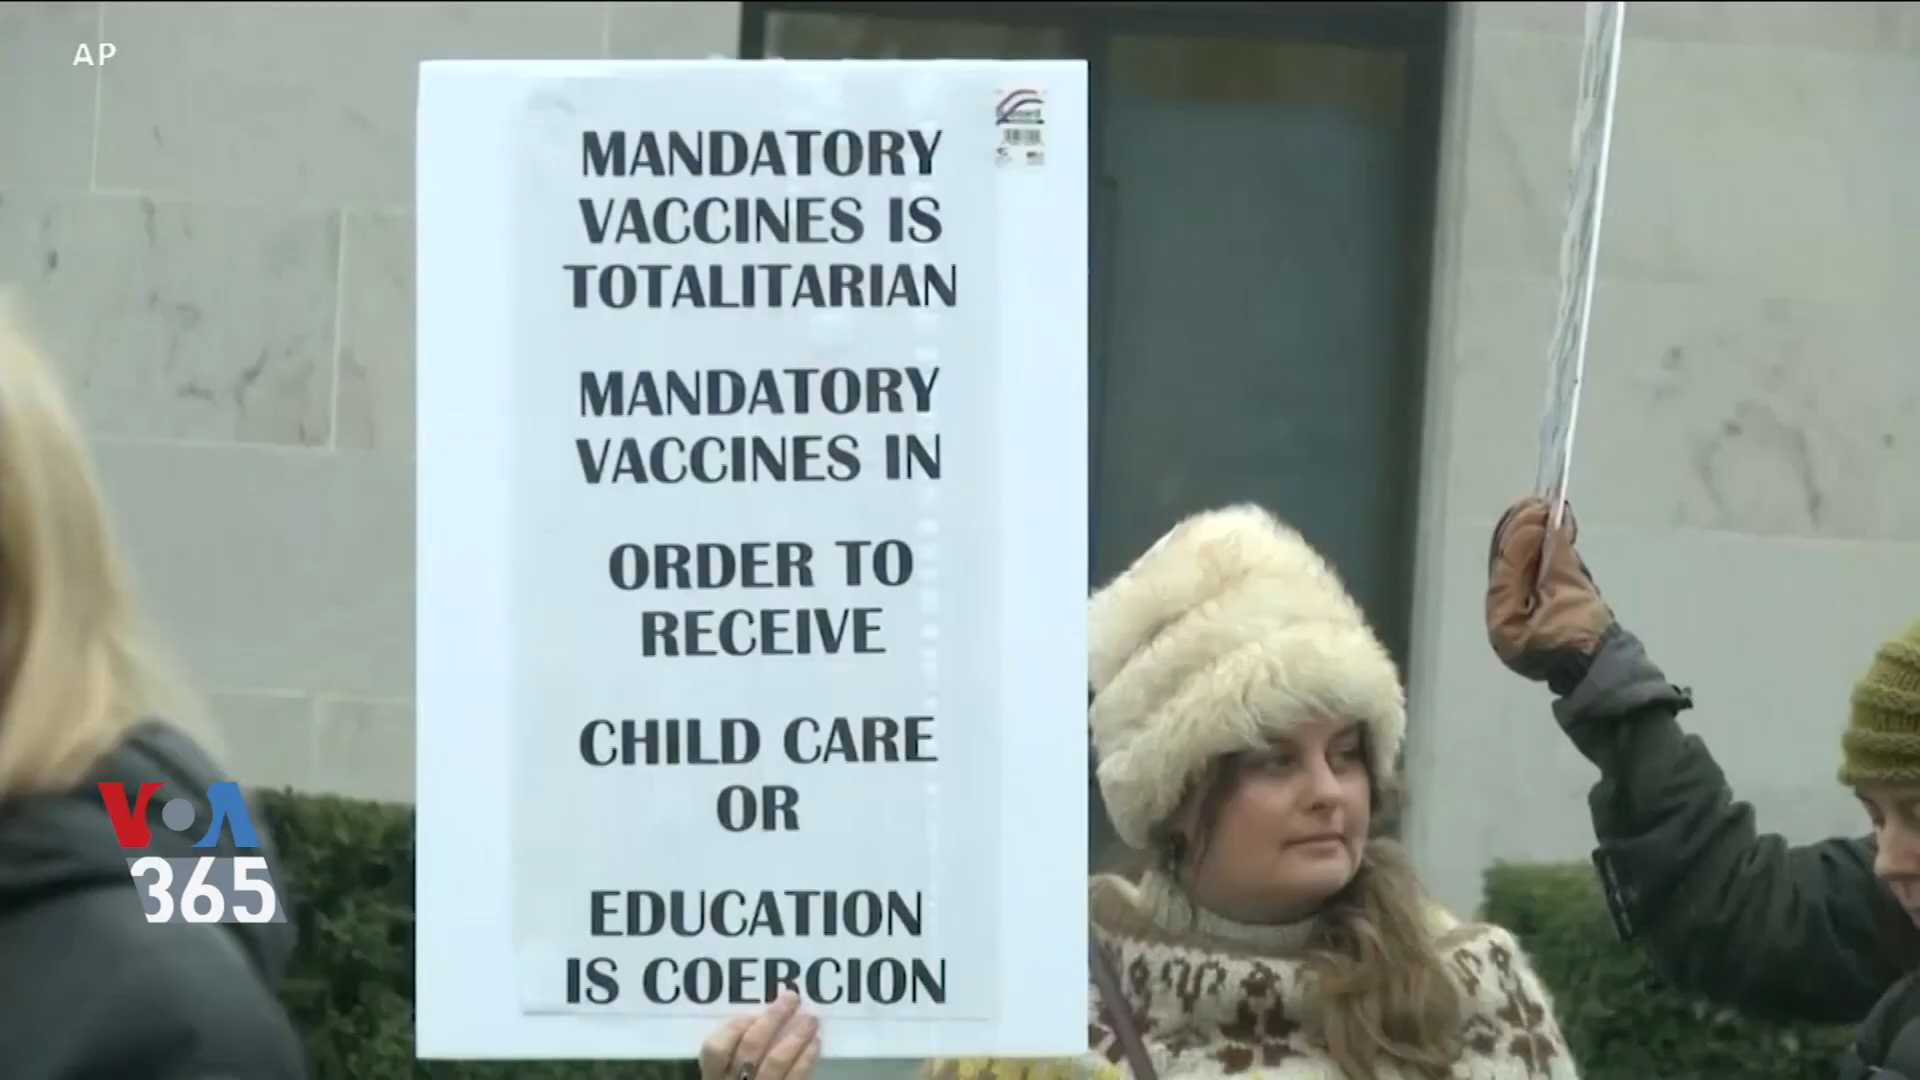 AP
MANDATORY
VACCINES IS
TOTALITARIAN
MANDATORY
VACCINES IN
ORDER TO
RECEIVE
CHILD CARE
OR
EDUCATION
IS COERCION
VOA
365